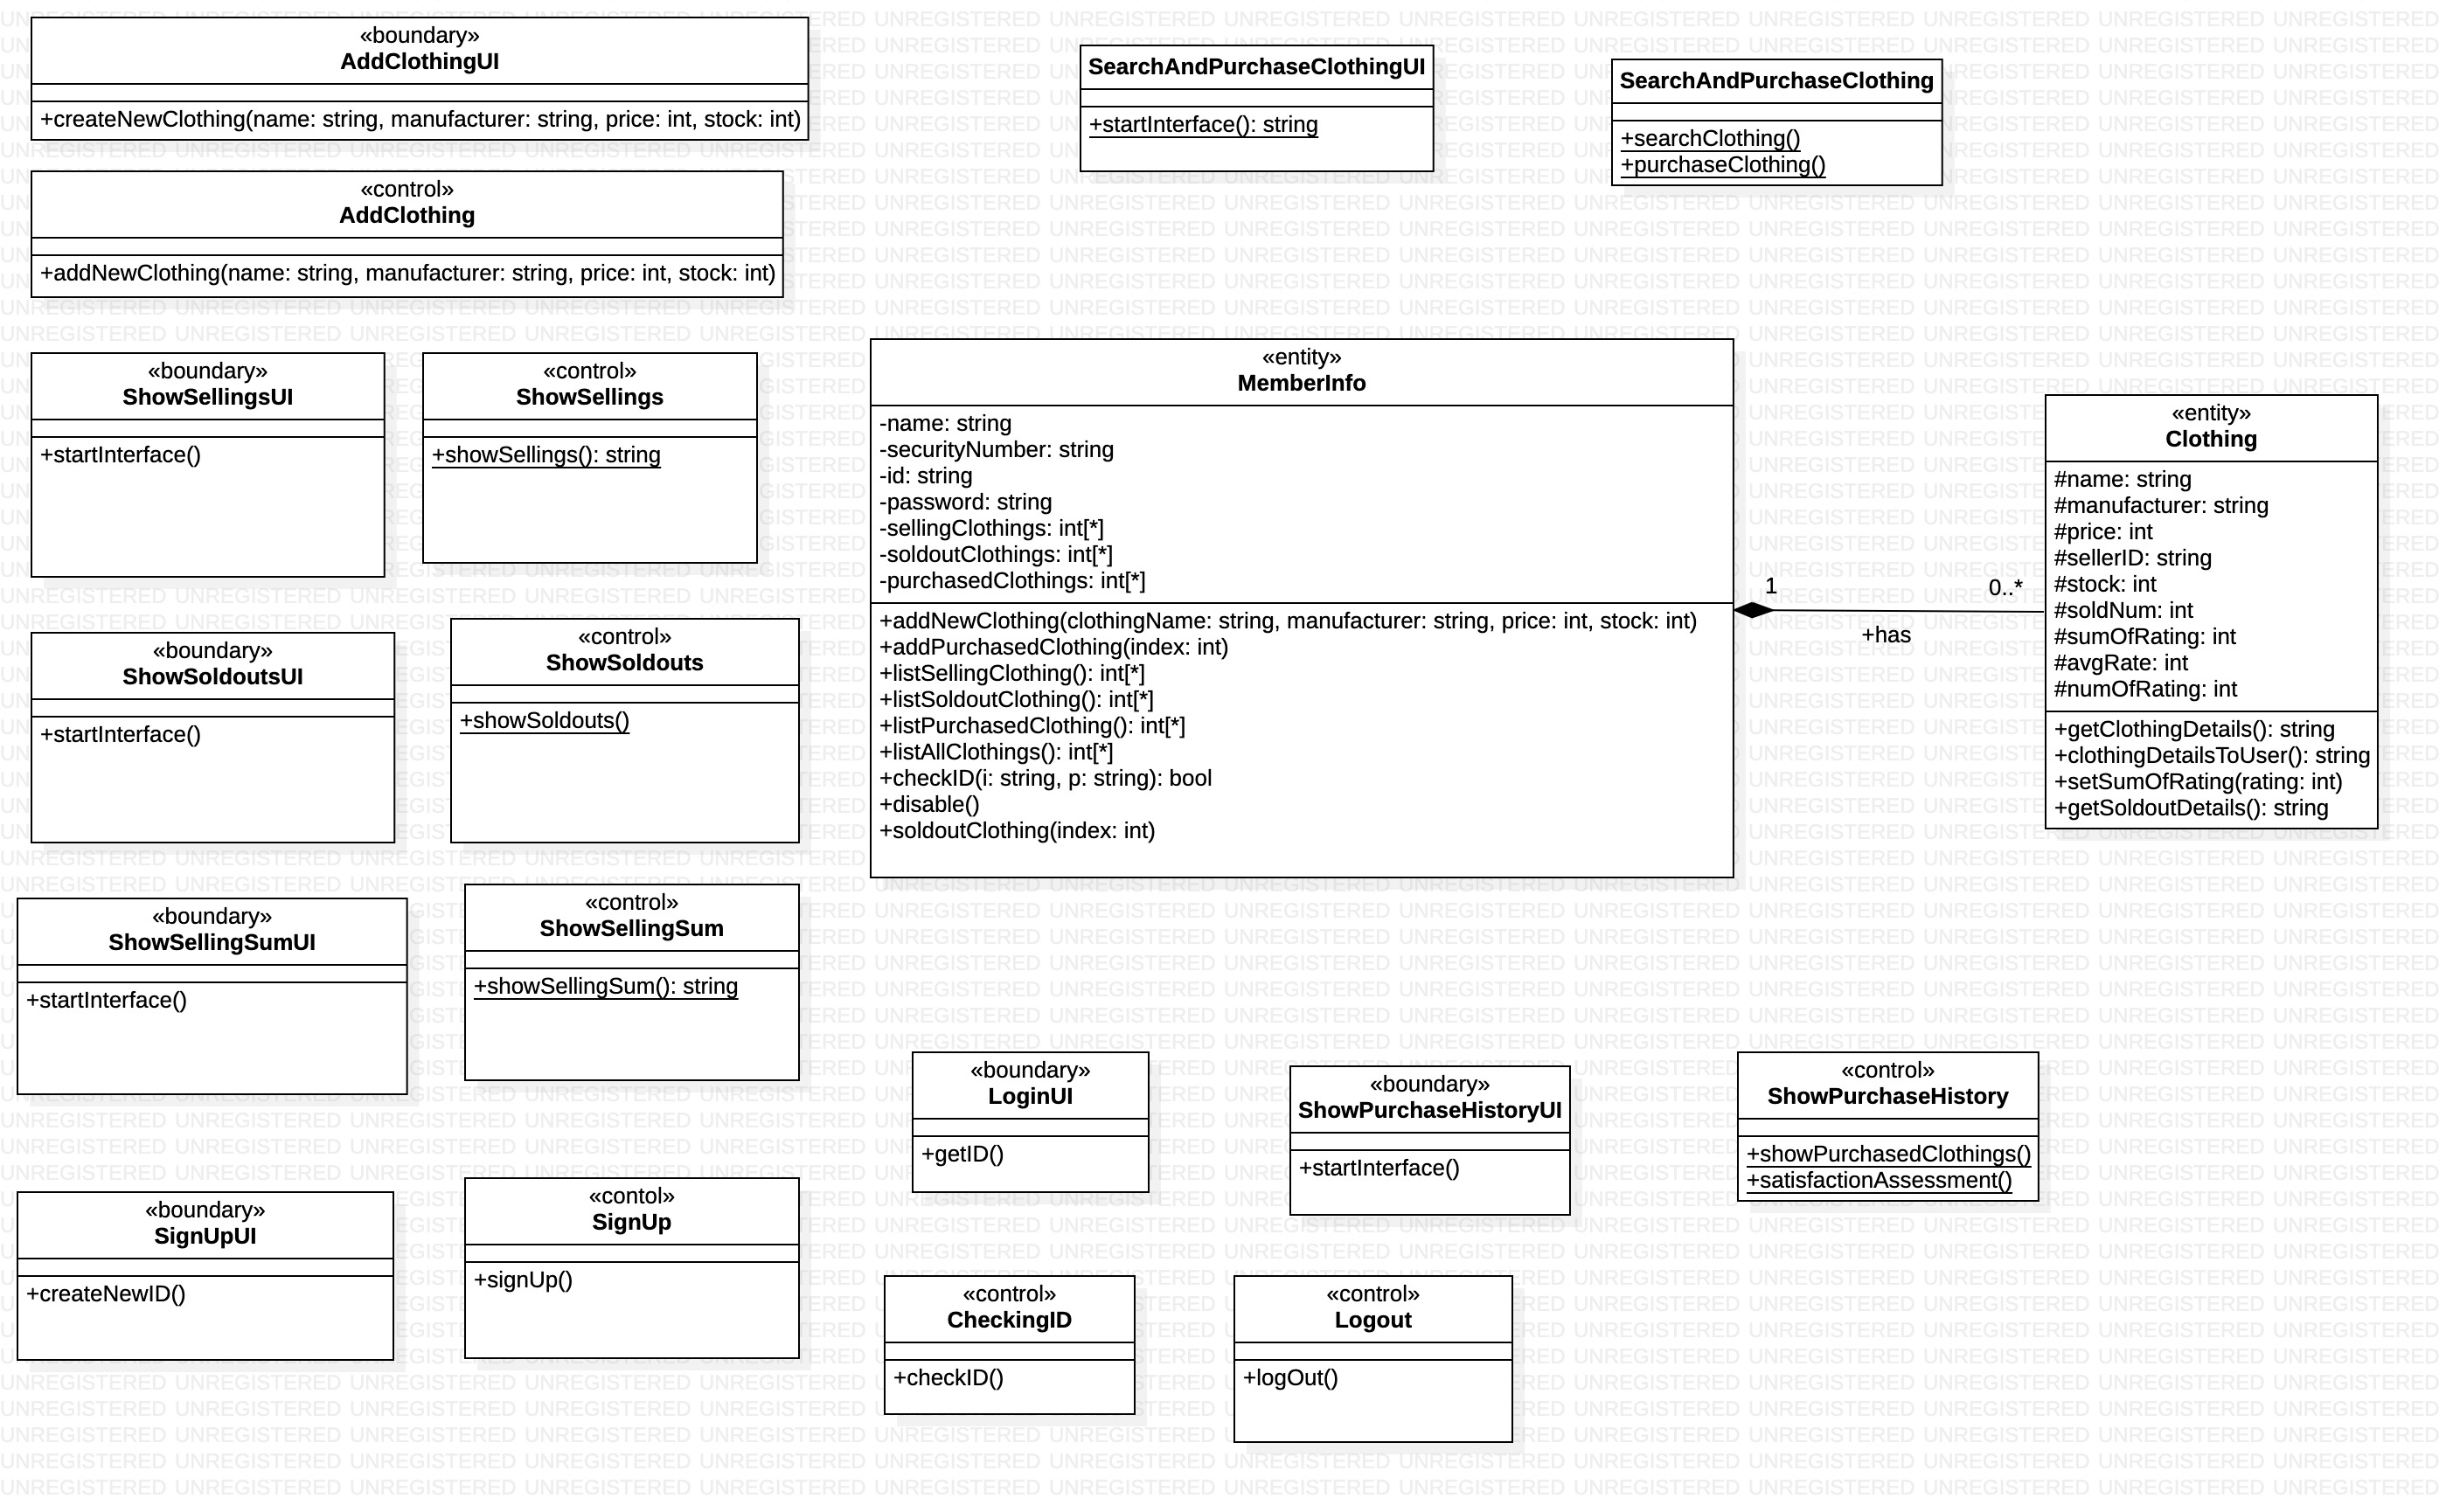 «boundary»
AddClothingUI
+createNewClothing(name: string, manufacturer: string, price: int, stock: int)
SearchAndPurchaseClothingUI
+startInterface(): string
SearchAndPurchaseClothing
+searchClothing()
+purchaseClothing()
«control»
AddClothing
+addNewClothing(name: string, manufacturer: string, price: int, stock: int)
«boundary»
ShowSellingsUI
+startInterface()
«control»
ShowSellings
+showSellings(): string
«entity»
MemberInfo
-name: string
-securityNumber: string
-id: string
-password: string
-sellingClothings: int[*]
-soldoutClothings: int[*]
-purchasedClothings: int[*]
+addNewClothing(clothingName: string, manufacturer: string, price: int, stock: int)
+addPurchasedClothing(index: int)
+listSellingClothing(): int[*]
+listSoldoutClothing(): int[*]
+listPurchasedClothing(): int[*]
+listAllClothings(): int[*]
+checkID(i: string, p: string): bool
+disable()
+soldoutClothing(index: int)
1
0..*
+has
«entity»
Clothing
#name: string
#manufacturer: string
#price: int
#sellerID: string
#stock: int
#soldNum: int
#sumOfRating: int
#avgRate: int
#numOfRating: int
+getClothingDetails(): string
+clothingDetailsToUser(): string
+setSumOfRating(rating: int)
+getSoldoutDetails(): string
«boundary»
ShowSoldoutsUI
+startInterface()
«control»
ShowSoldouts
+showSoldouts()
«boundary»
ShowSellingSumUI
+startInterface()
«control»
ShowSellingSum
+showSellingSum(): string
«boundary»
LoginUI
+getID()
«boundary»
ShowPurchaseHistoryUI
+startInterface()
«control»
ShowPurchaseHistory
+showPurchasedClothings()
+satisfactionAssessment()
«boundary»
SignUpUI
+createNewID()
«contol»
SignUp
+signUp()
«control»
CheckingID
+checkID()
«control»
Logout
+logOut()
UNREGISTERED